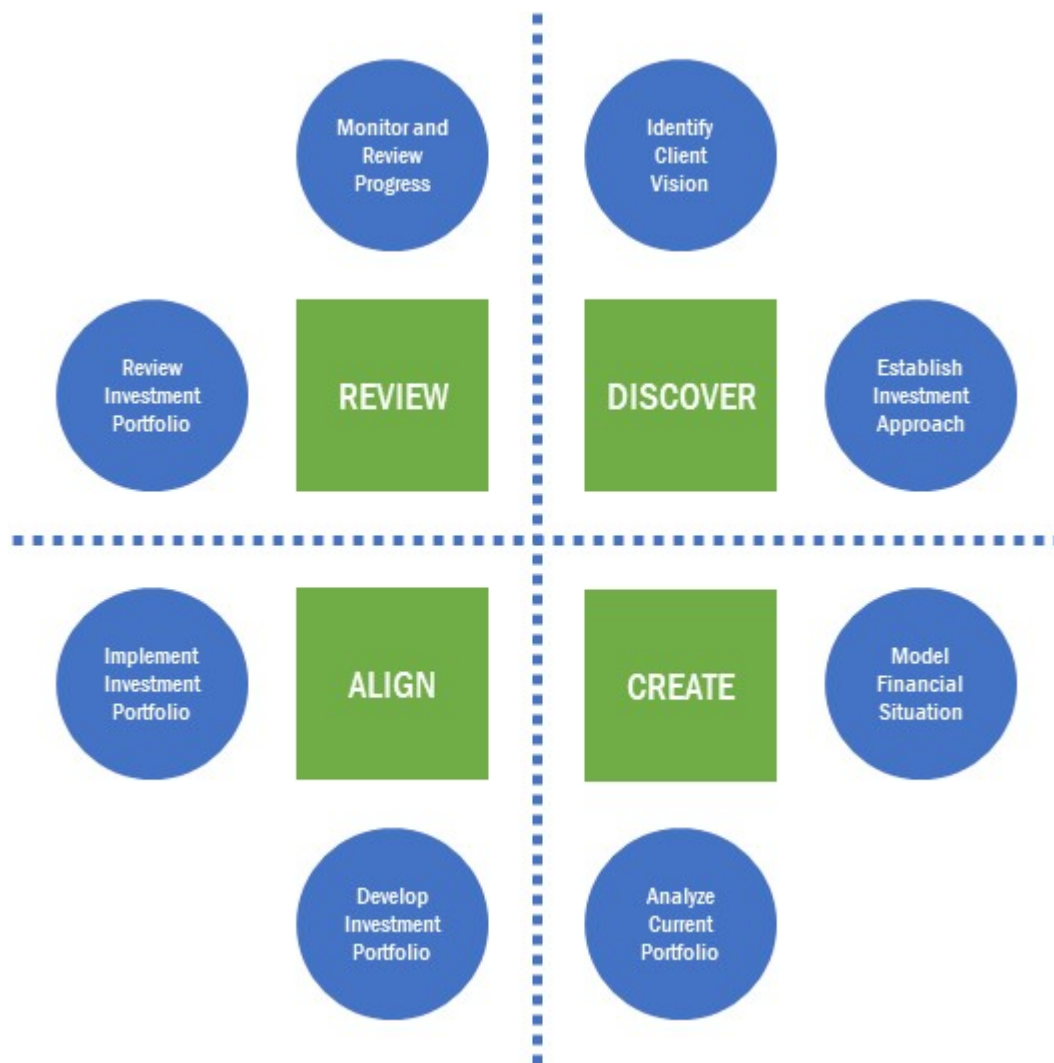 Monitor and
Review
Progress
Identify
Client
Vision
Review
Investment
Portfolio
REVIEW
DISCOVER
Establish
Investment
Approach
Implement
Investment
Portfolio
ALIGN
CREATE
Model
Financial
Situation
Develop
Investment
Portfolio
Analyze
Current
Portfolio